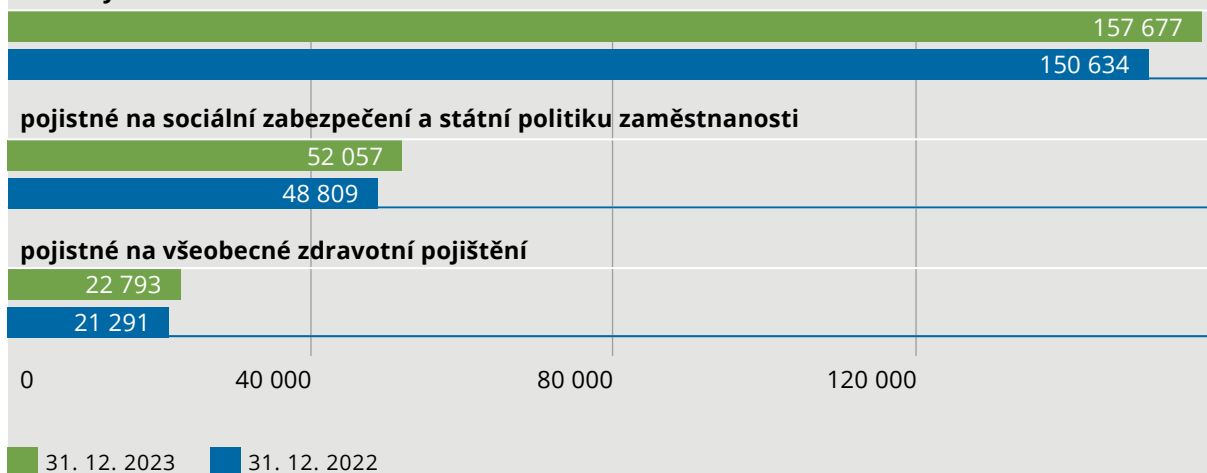 157 677
150 634
pojistné na sociální zabezpečení a státní politiku zaměstnanosti
52 057
48 809
pojistné na všeobecné zdravotní pojištění
22 793
21 291
0 40 000 80 000 120 000
31. 12. 2023 31. 12. 2022